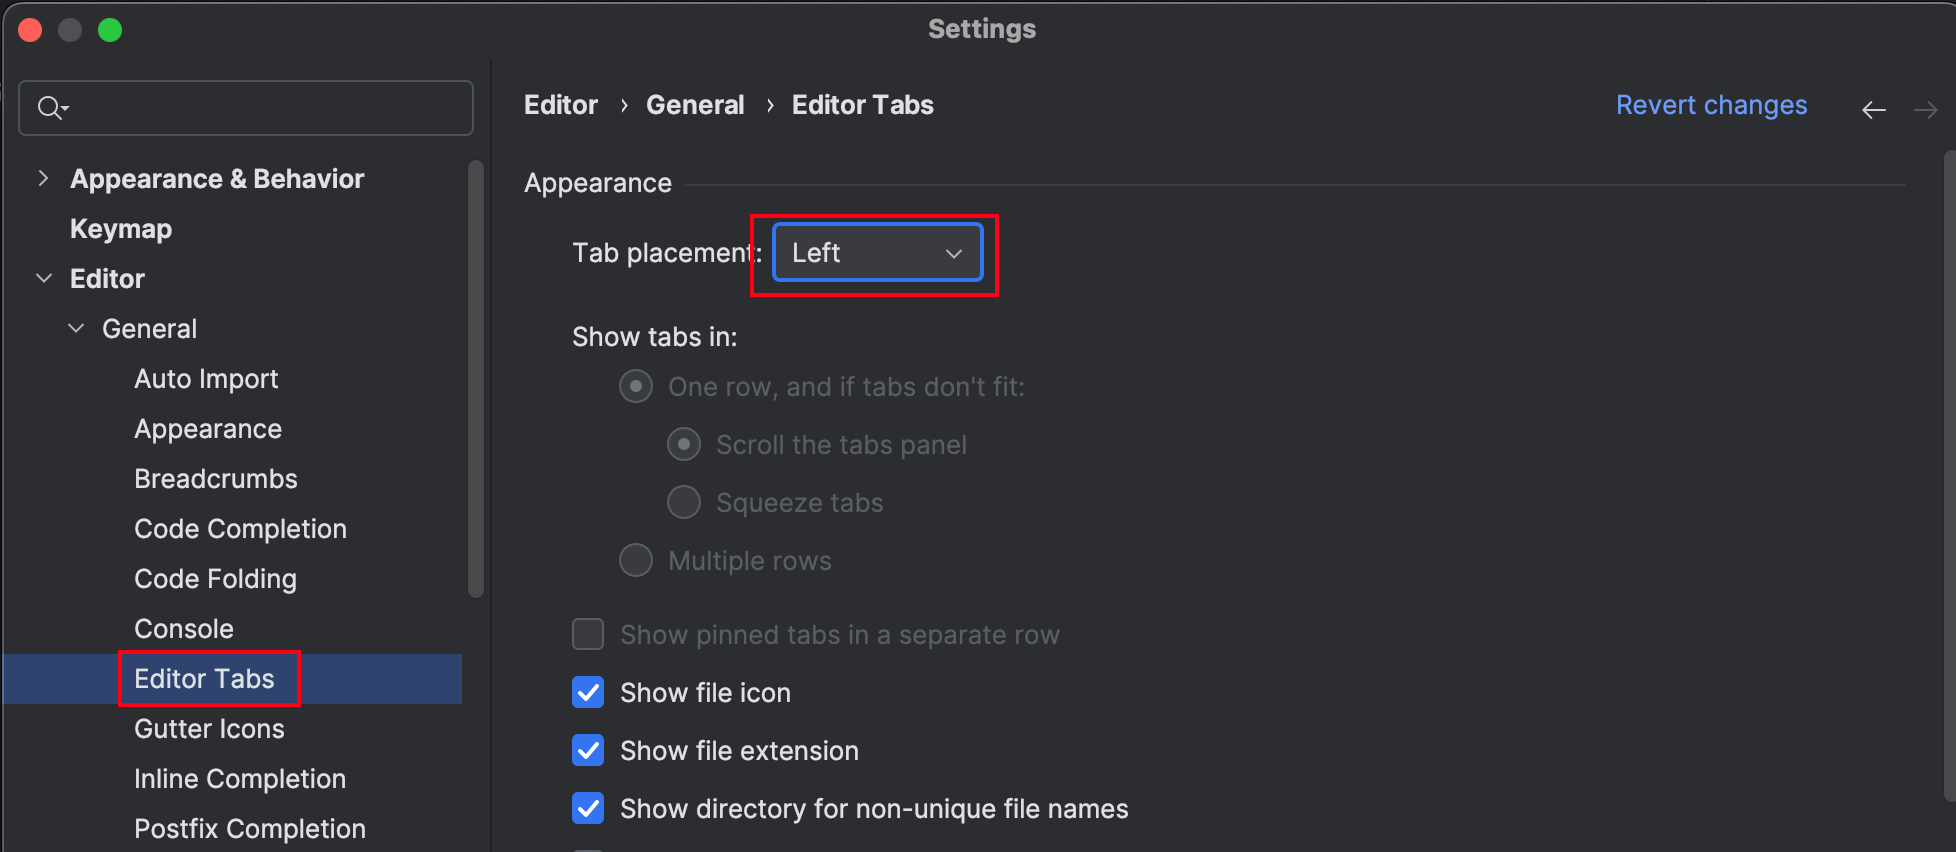 Settings
Editor › General › Editor Tabs
Revert changes
Appearance & Behavior
Keymap
Editor
General
Auto Import
Appearance
Breadcrumbs
Code Completion
Code Folding
Console
Editor Tabs
Gutter Icons
Inline Completion
Postfix Completion
Appearance
Tab placement: Left
Show tabs in:
One row, and if tabs don't fit:
Scroll the tabs panel
Squeeze tabs
Multiple rows
Show pinned tabs in a separate row
Show file icon
Show file extension
Show directory for non-unique file names